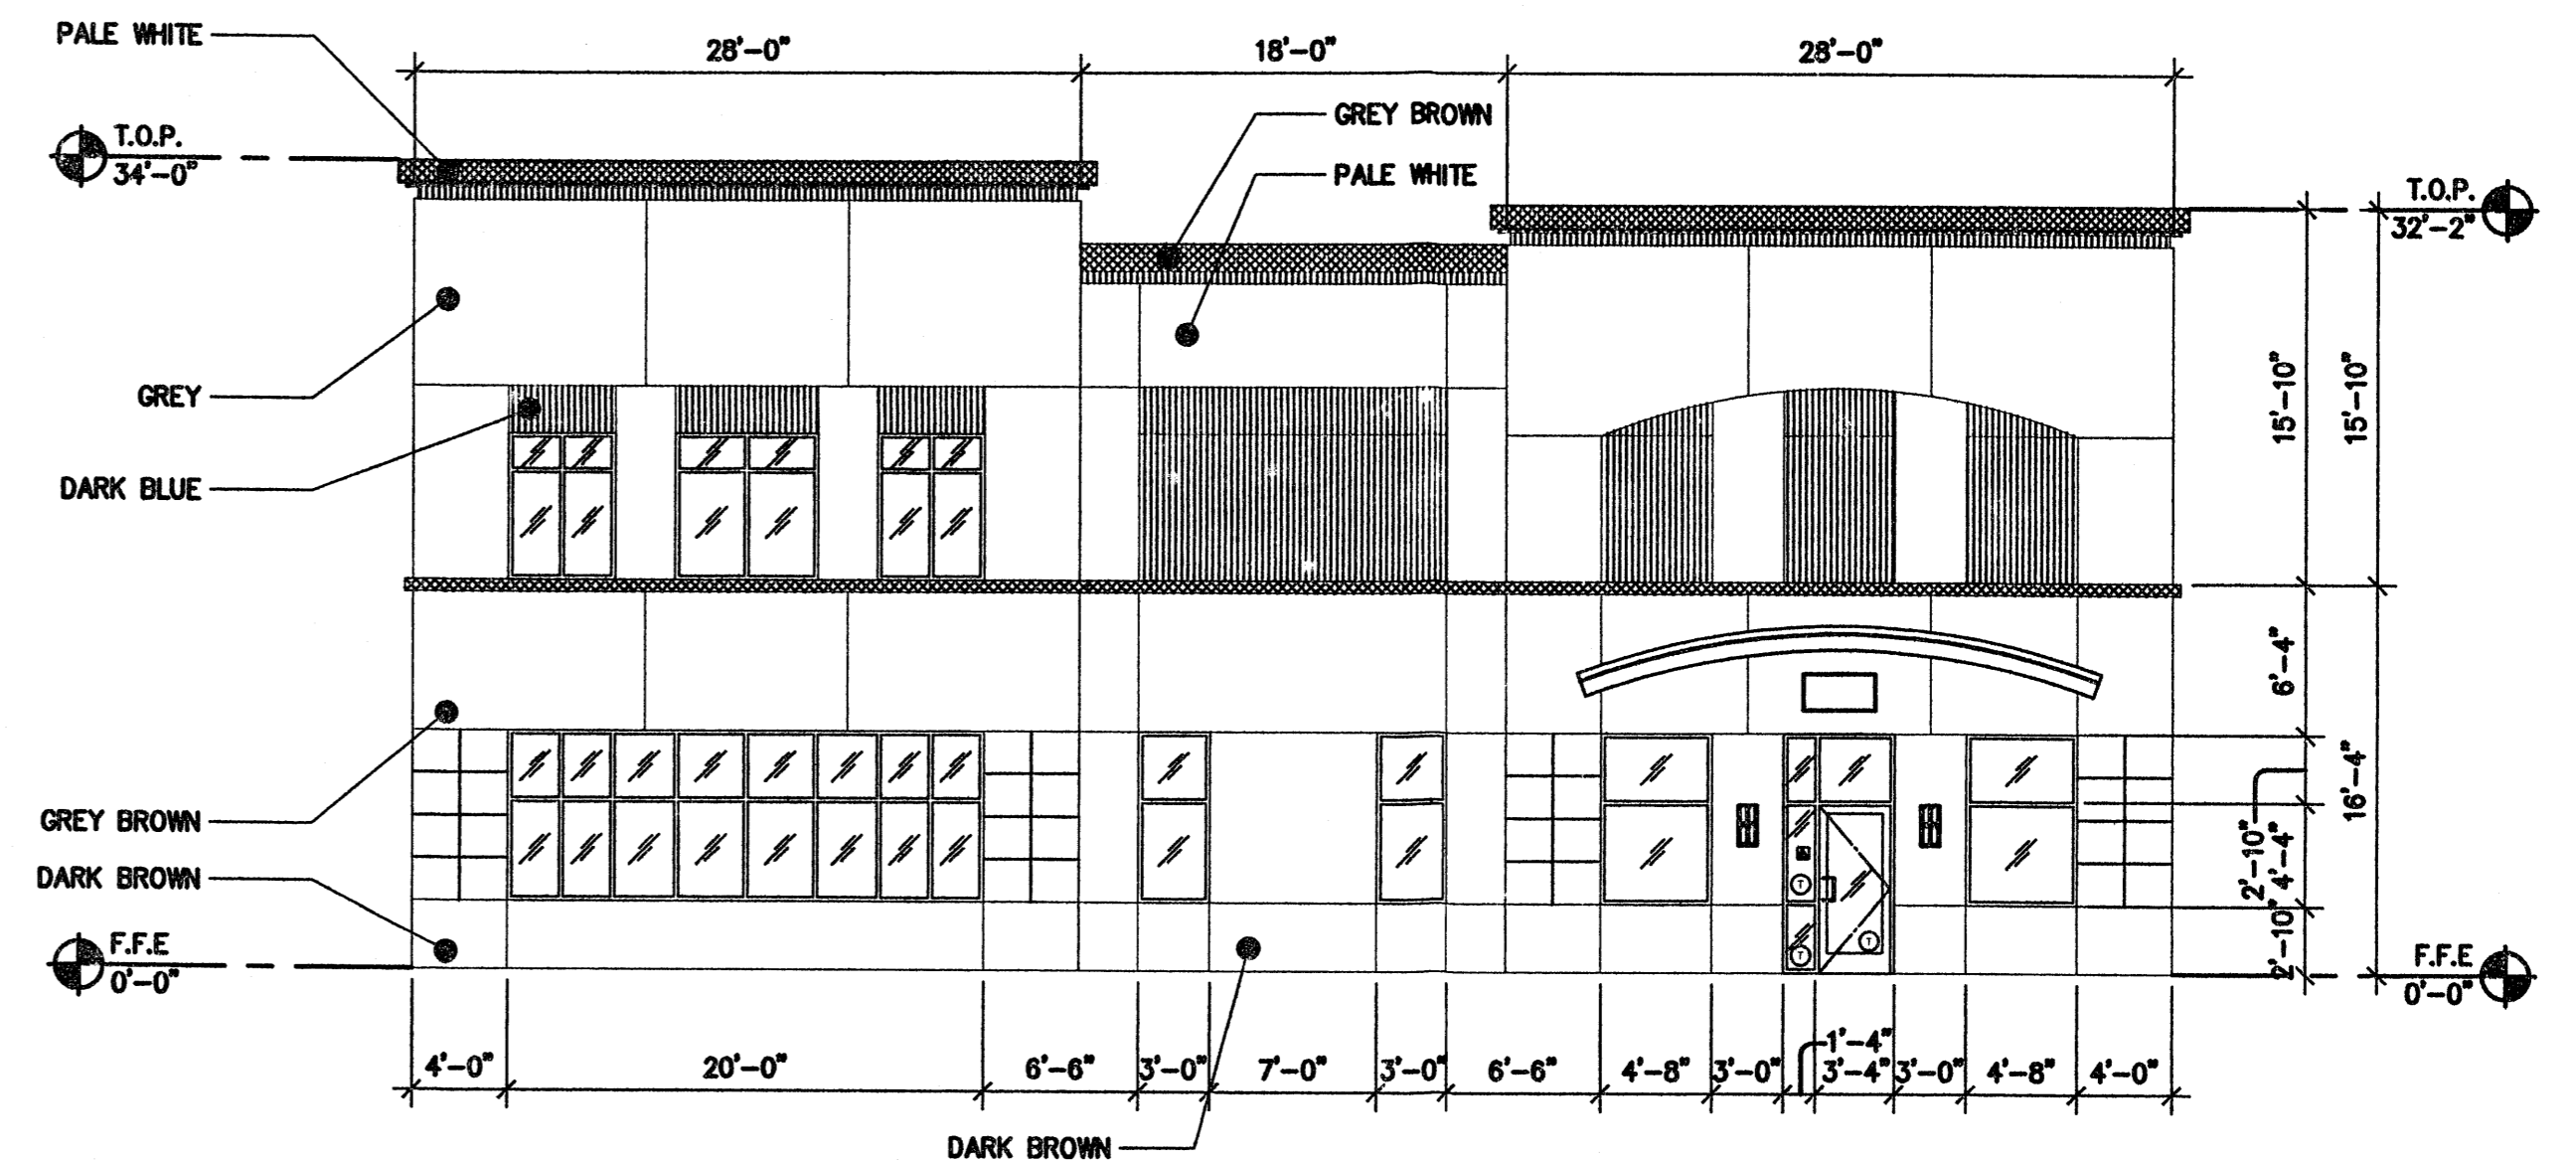 PALE WHITE
28'-0"
18'-0"
28'-0"
GREY BROWN
T.O.P.
34'-0"
PALE WHITE
T.O.P.
32'-2"
GREY
15'-10"
15'-10"
DARK BLUE
6'-4"
16'-4"
GREY BROWN
2'-10"
4'-4"
DARK BROWN
T
2'-10"
T
T
F.F.E
0'-0"
F.F.E
0'-0"
1'-4"
4'-0"
20'-0"
6'-6"
3'-0"
7'-0"
3'-0"
6'-6"
4'-8"
3'-0"
3'-4"
3'-0"
4'-8"
4'-0"
DARK BROWN